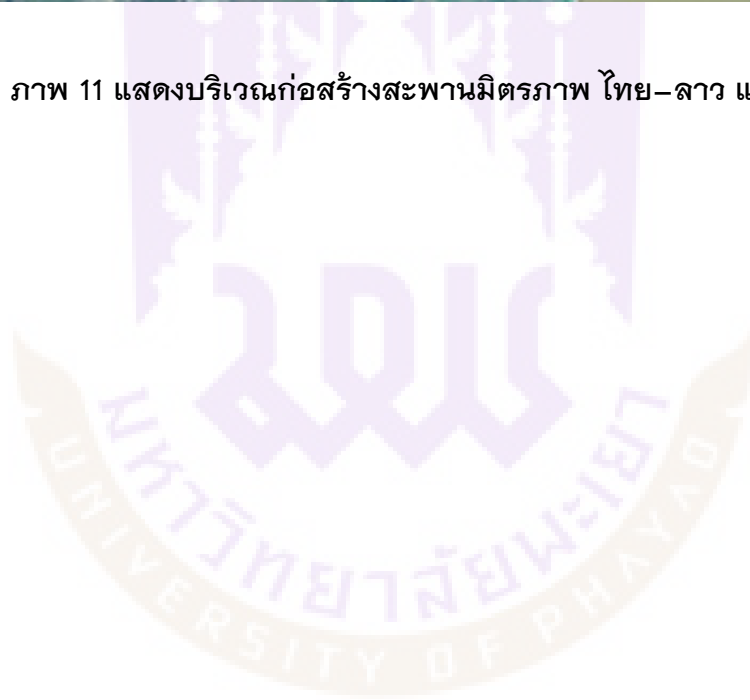 ภาพ 11 แสดงบริเวณก่อสร้างสะพานมิตรภาพ ไทย–ลาว แ
มหาวิทยาลัยพะเยา
UNIVERSITY OF PHAYAO